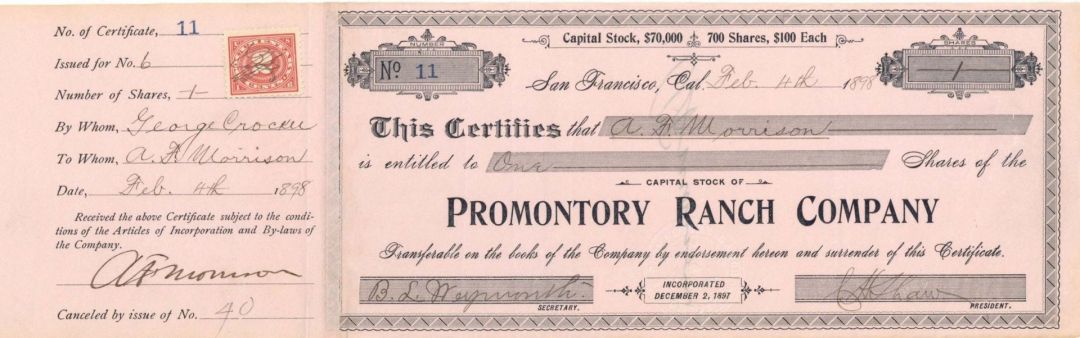 No. of Certificate, 11
Issued for No. 6
Number of Shares, 1
By Whom, George Crocker
To Whom, A. F. Morrison
Date, Feb. 4th 1898
Received the above Certificate subject to the condi-
tions of the Articles of Incorporation and By-laws of
the Company.
A F Morrison
Canceled by issue of No. 40
Capital Stock, $70,000 700 Shares, $100 Each
NUMBER
No 11
SHARES
1
San Francisco, Cal. Feb. 4th 1898
This Certifies that A. F. Morrison
is entitled to One Shares of the
CAPITAL STOCK OF
PROMONTORY RANCH COMPANY
Transferable on the books of the Company by endorsement hereon and surrender of this Certificate.
B. L. Weymouth
SECRETARY.
INCORPORATED
DECEMBER 2, 1897
C H Shaw
PRESIDENT.